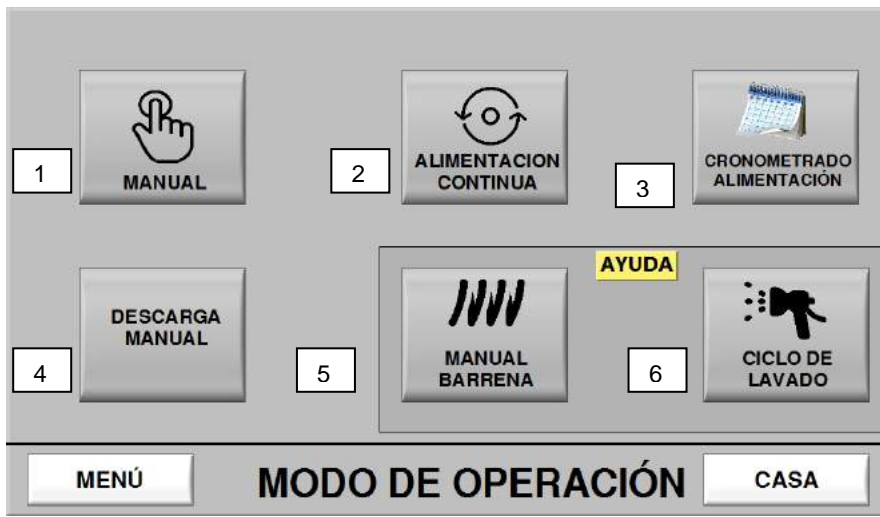 1
MANUAL
2
ALIMENTACION
CONTINUA
3
CRONOMETRADO
ALIMENTACIÓN
4
DESCARGA
MANUAL
AYUDA
5
MANUAL
BARRENA
6
CICLO DE
LAVADO
MENÚ
MODO DE OPERACIÓN
CASA